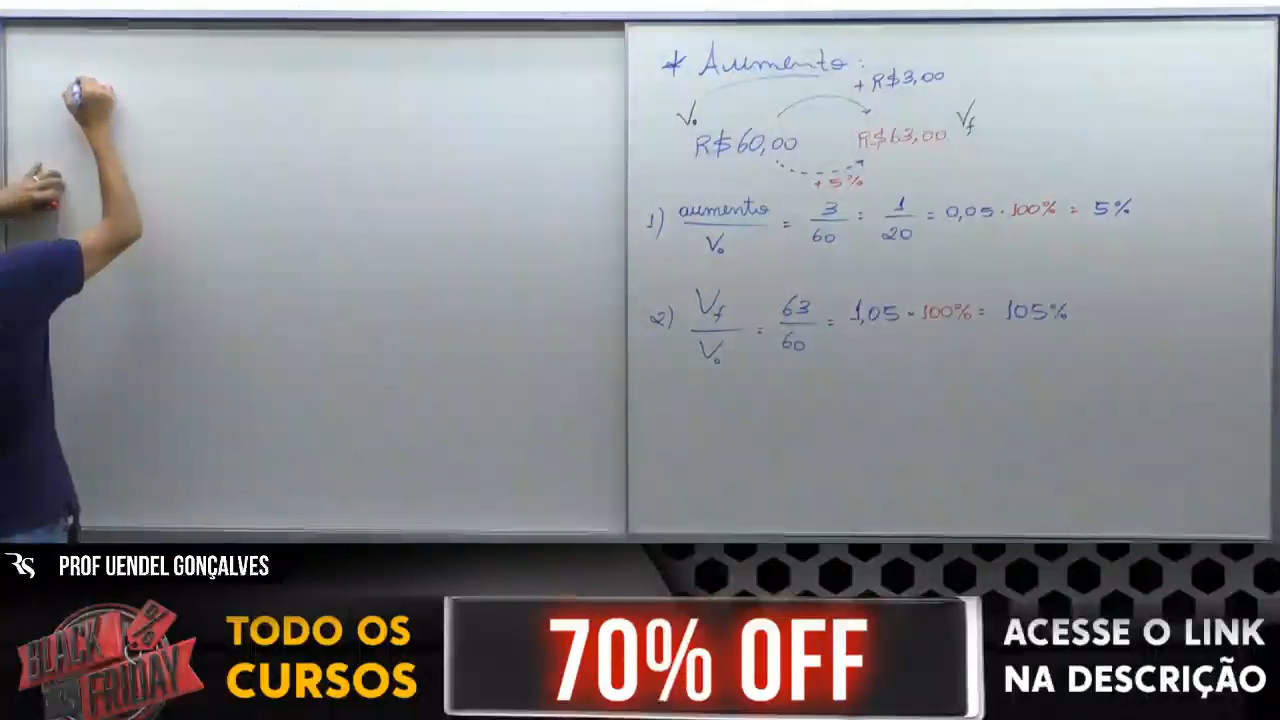 * Aumento:
+ R$3,00
V₀
R$60,00
R$63,00
Vf
+5%
1) aumento/V₀ = 3/60 = 1/20 = 0,05 · 100% = 5%
2) Vf/V₀ = 63/60 = 1,05 · 100% = 105%
RS
PROF UENDEL GONÇALVES
BLACK
FRIDAY
TODO OS
CURSOS
70% OFF
ACESSE O LINK
NA DESCRIÇÃO